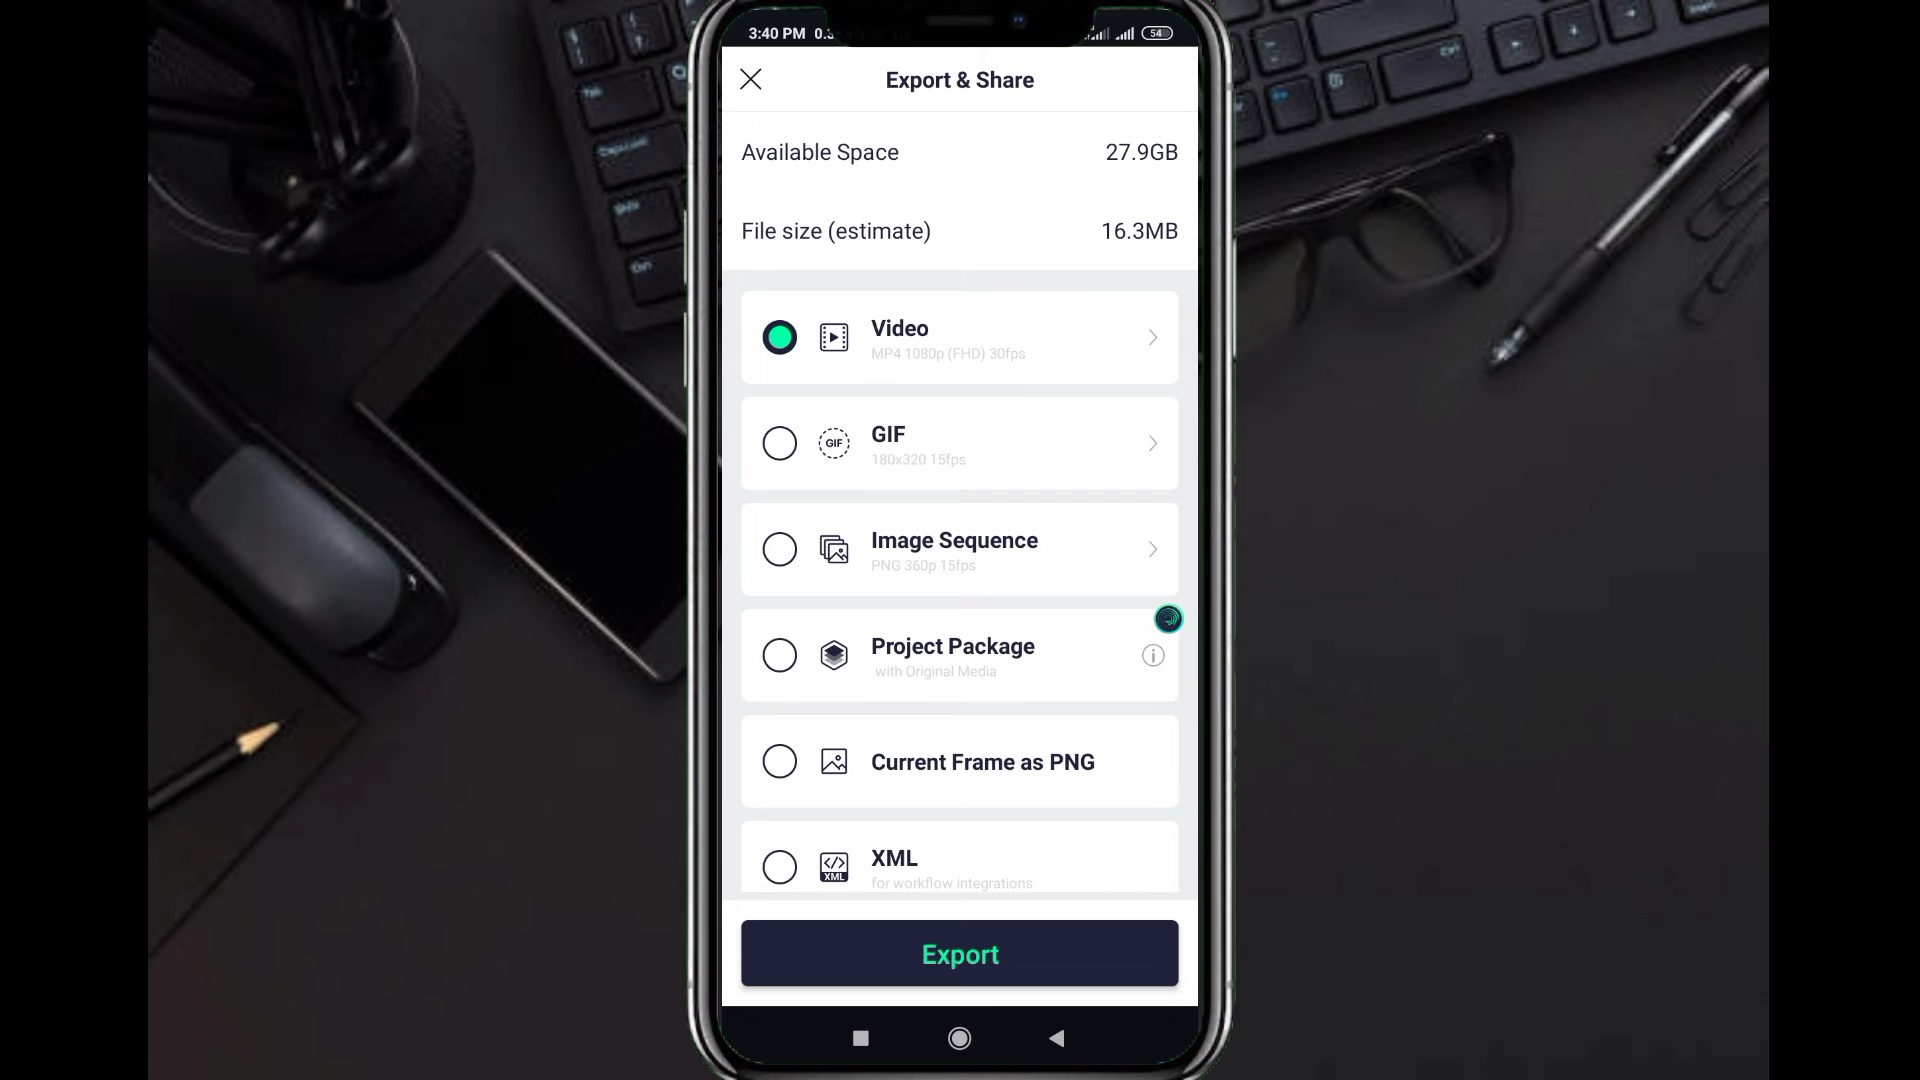 3:40 PM
54
Export & Share
Available Space 27.9GB
File size (estimate) 16.3MB
Video
MP4 1080p (FHD) 30fps
GIF
GIF
180x320 15fps
Image Sequence
PNG 360p 15fps
Project Package
with Original Media
Current Frame as PNG
XML
XML
for workflow integrations
Export